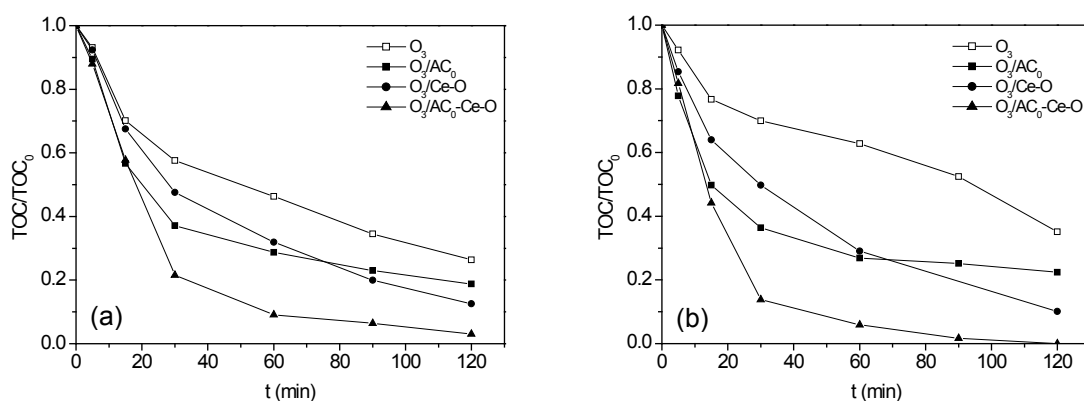 1.0
0.8
0.6
0.4
0.2
0.0
TOC/TOC₀
0 20 40 60 80 100 120
t (min)
(a)
O₃
O₃/AC₀
O₃/Ce-O
O₃/AC₀-Ce-O
1.0
0.8
0.6
0.4
0.2
0.0
TOC/TOC₀
0 20 40 60 80 100 120
t (min)
(b)
O₃
O₃/AC₀
O₃/Ce-O
O₃/AC₀-Ce-O